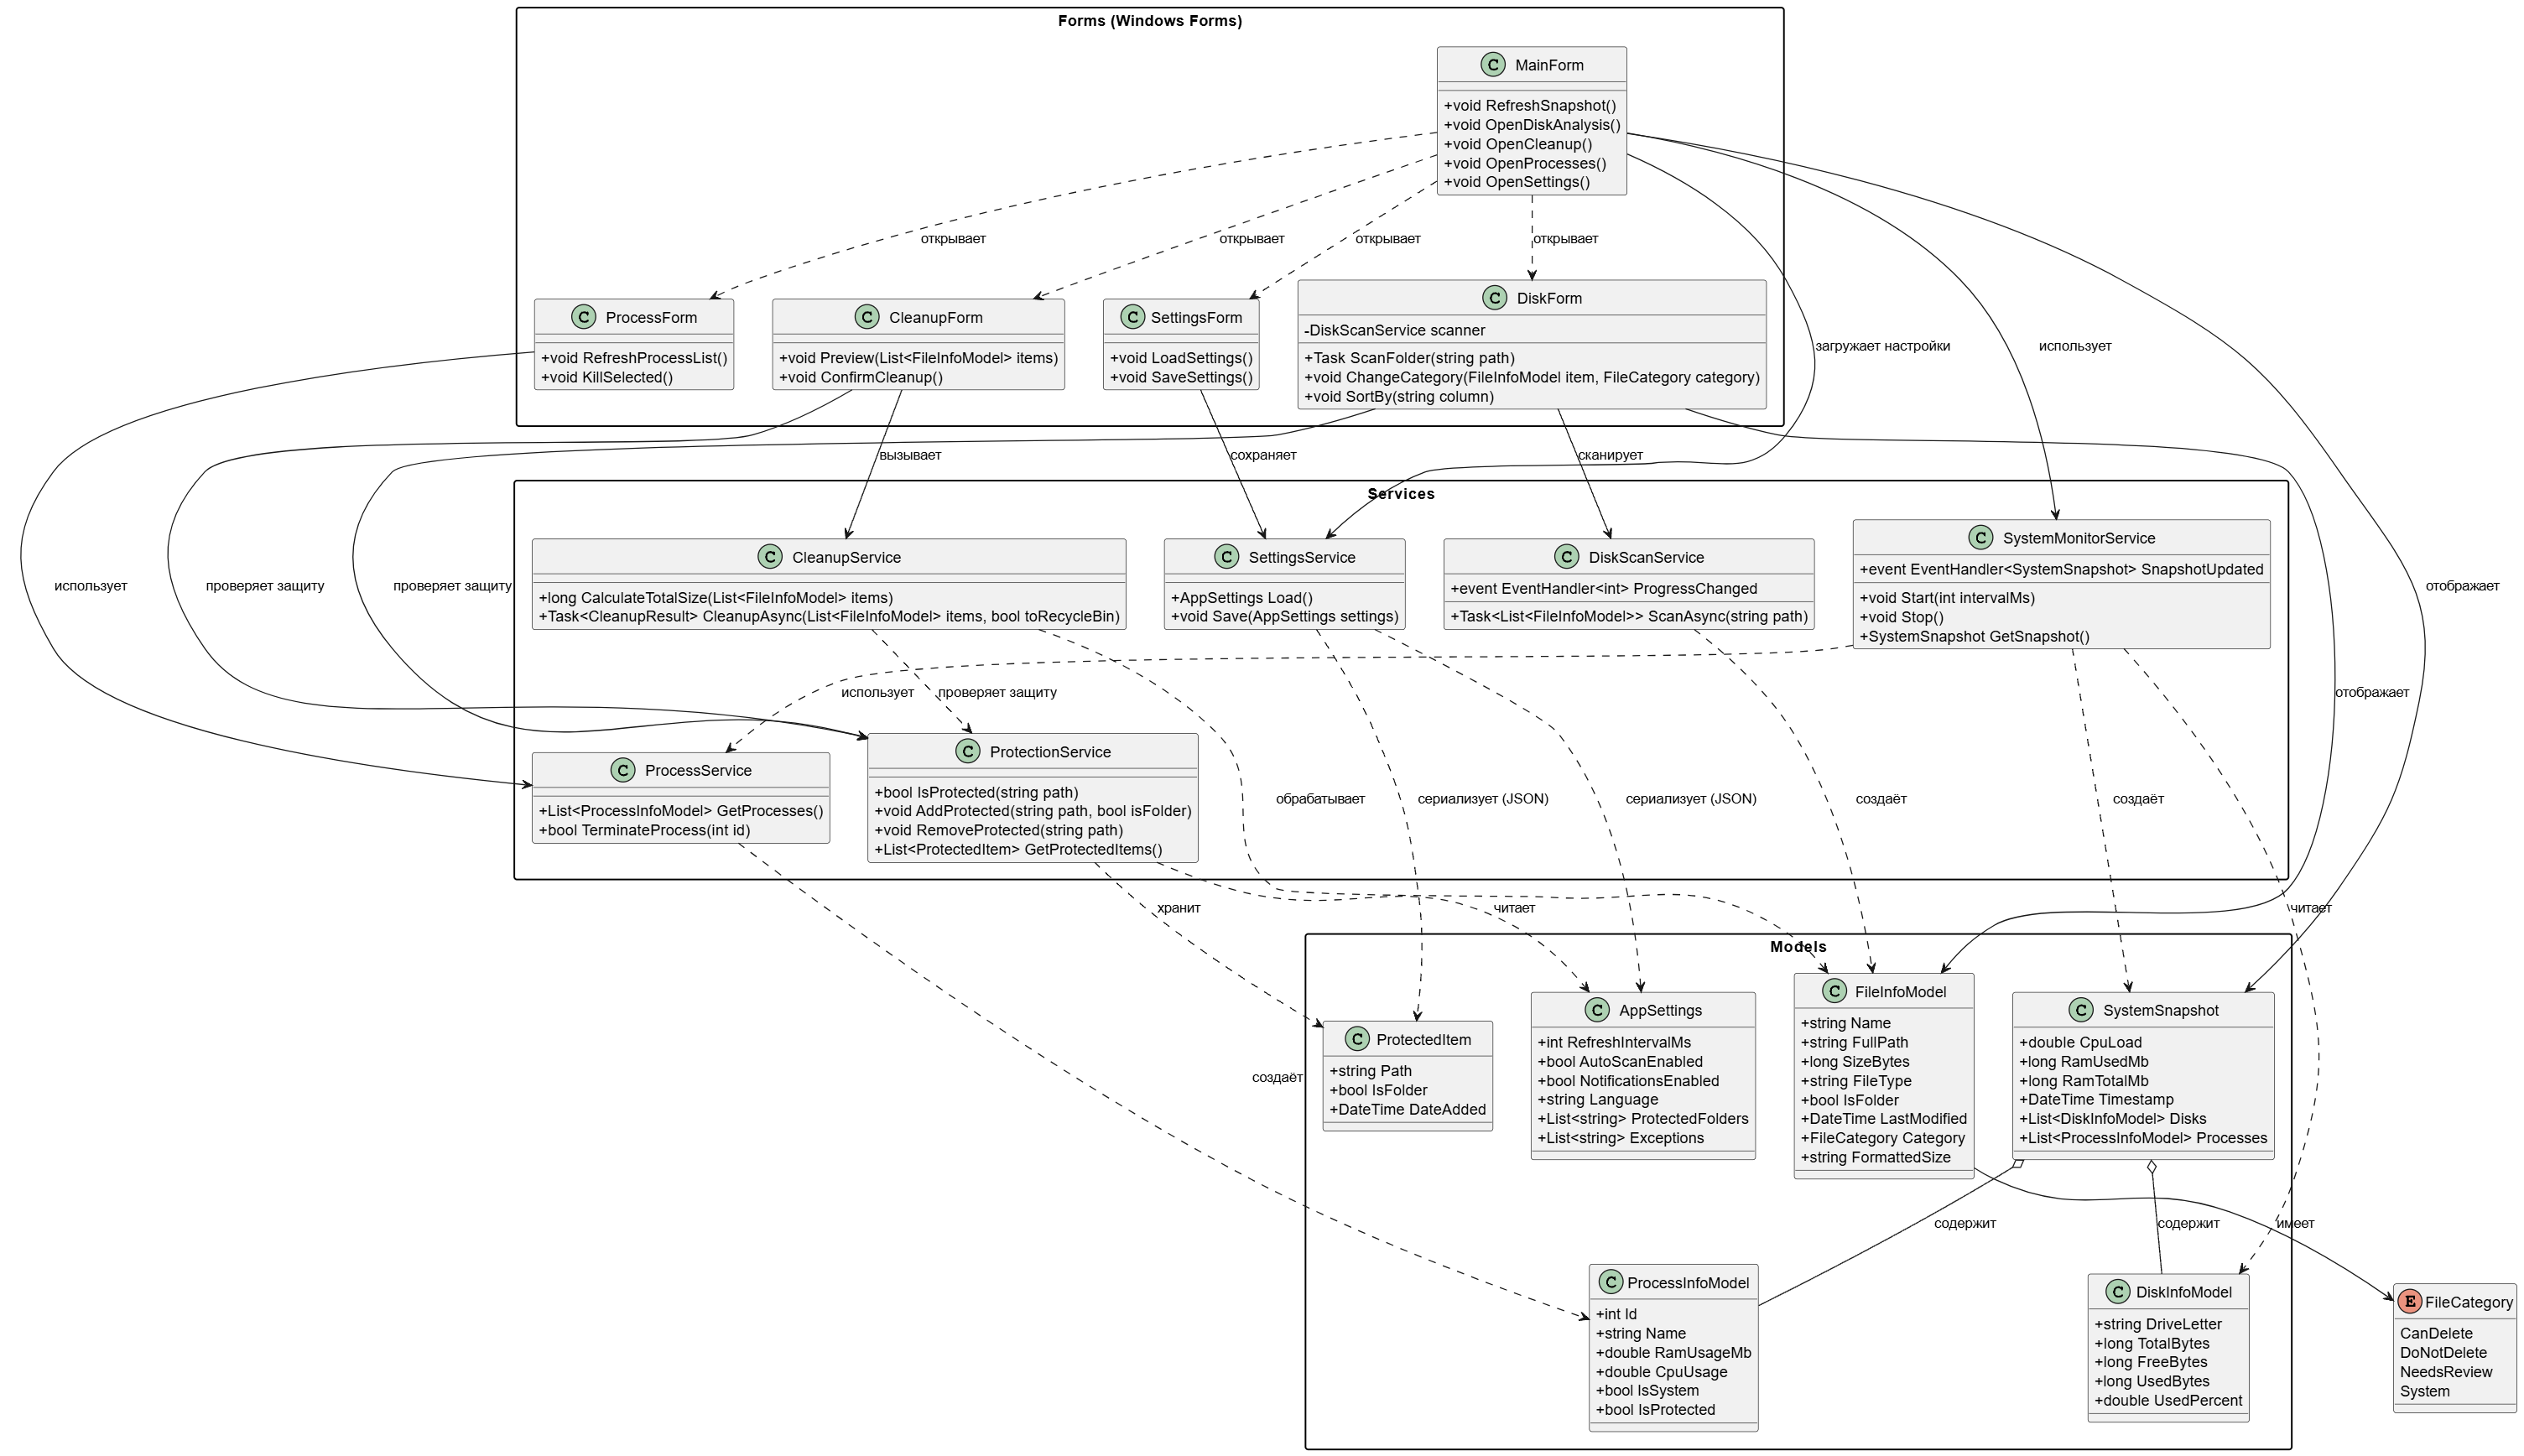 Forms (Windows Forms)
C MainForm
+void RefreshSnapshot()
+void OpenDiskAnalysis()
+void OpenCleanup()
+void OpenProcesses()
+void OpenSettings()
открывает
открывает
открывает
открывает
C ProcessForm
+void RefreshProcessList()
+void KillSelected()
C CleanupForm
+void Preview(List<FileInfoModel> items)
+void ConfirmCleanup()
C SettingsForm
+void LoadSettings()
+void SaveSettings()
C DiskForm
-DiskScanService scanner
+Task ScanFolder(string path)
+void ChangeCategory(FileInfoModel item, FileCategory category)
+void SortBy(string column)
загружает настройки
использует
вызывает
сохраняет
сканирует
Services
C CleanupService
+long CalculateTotalSize(List<FileInfoModel> items)
+Task<CleanupResult> CleanupAsync(List<FileInfoModel> items, bool toRecycleBin)
C SettingsService
+AppSettings Load()
+void Save(AppSettings settings)
C DiskScanService
+event EventHandler<int> ProgressChanged
+Task<List<FileInfoModel>> ScanAsync(string path)
C SystemMonitorService
+event EventHandler<SystemSnapshot> SnapshotUpdated
+void Start(int intervalMs)
+void Stop()
+SystemSnapshot GetSnapshot()
использует
проверяет защиту
проверяет защиту
отображает
использует
проверяет защиту
отображает
C ProcessService
+List<ProcessInfoModel> GetProcesses()
+bool TerminateProcess(int id)
C ProtectionService
+bool IsProtected(string path)
+void AddProtected(string path, bool isFolder)
+void RemoveProtected(string path)
+List<ProtectedItem> GetProtectedItems()
обрабатывает
сериализует (JSON)
сериализует (JSON)
создаёт
создаёт
хранит
читает
читает
Models
C ProtectedItem
+string Path
+bool IsFolder
+DateTime DateAdded
C AppSettings
+int RefreshIntervalMs
+bool AutoScanEnabled
+bool NotificationsEnabled
+string Language
+List<string> ProtectedFolders
+List<string> Exceptions
C FileInfoModel
+string Name
+string FullPath
+long SizeBytes
+string FileType
+bool IsFolder
+DateTime LastModified
+FileCategory Category
+string FormattedSize
C SystemSnapshot
+double CpuLoad
+long RamUsedMb
+long RamTotalMb
+DateTime Timestamp
+List<DiskInfoModel> Disks
+List<ProcessInfoModel> Processes
создаёт
содержит
содержит
имеет
C ProcessInfoModel
+int Id
+string Name
+double RamUsageMb
+double CpuUsage
+bool IsSystem
+bool IsProtected
C DiskInfoModel
+string DriveLetter
+long TotalBytes
+long FreeBytes
+long UsedBytes
+double UsedPercent
E FileCategory
CanDelete
DoNotDelete
NeedsReview
System